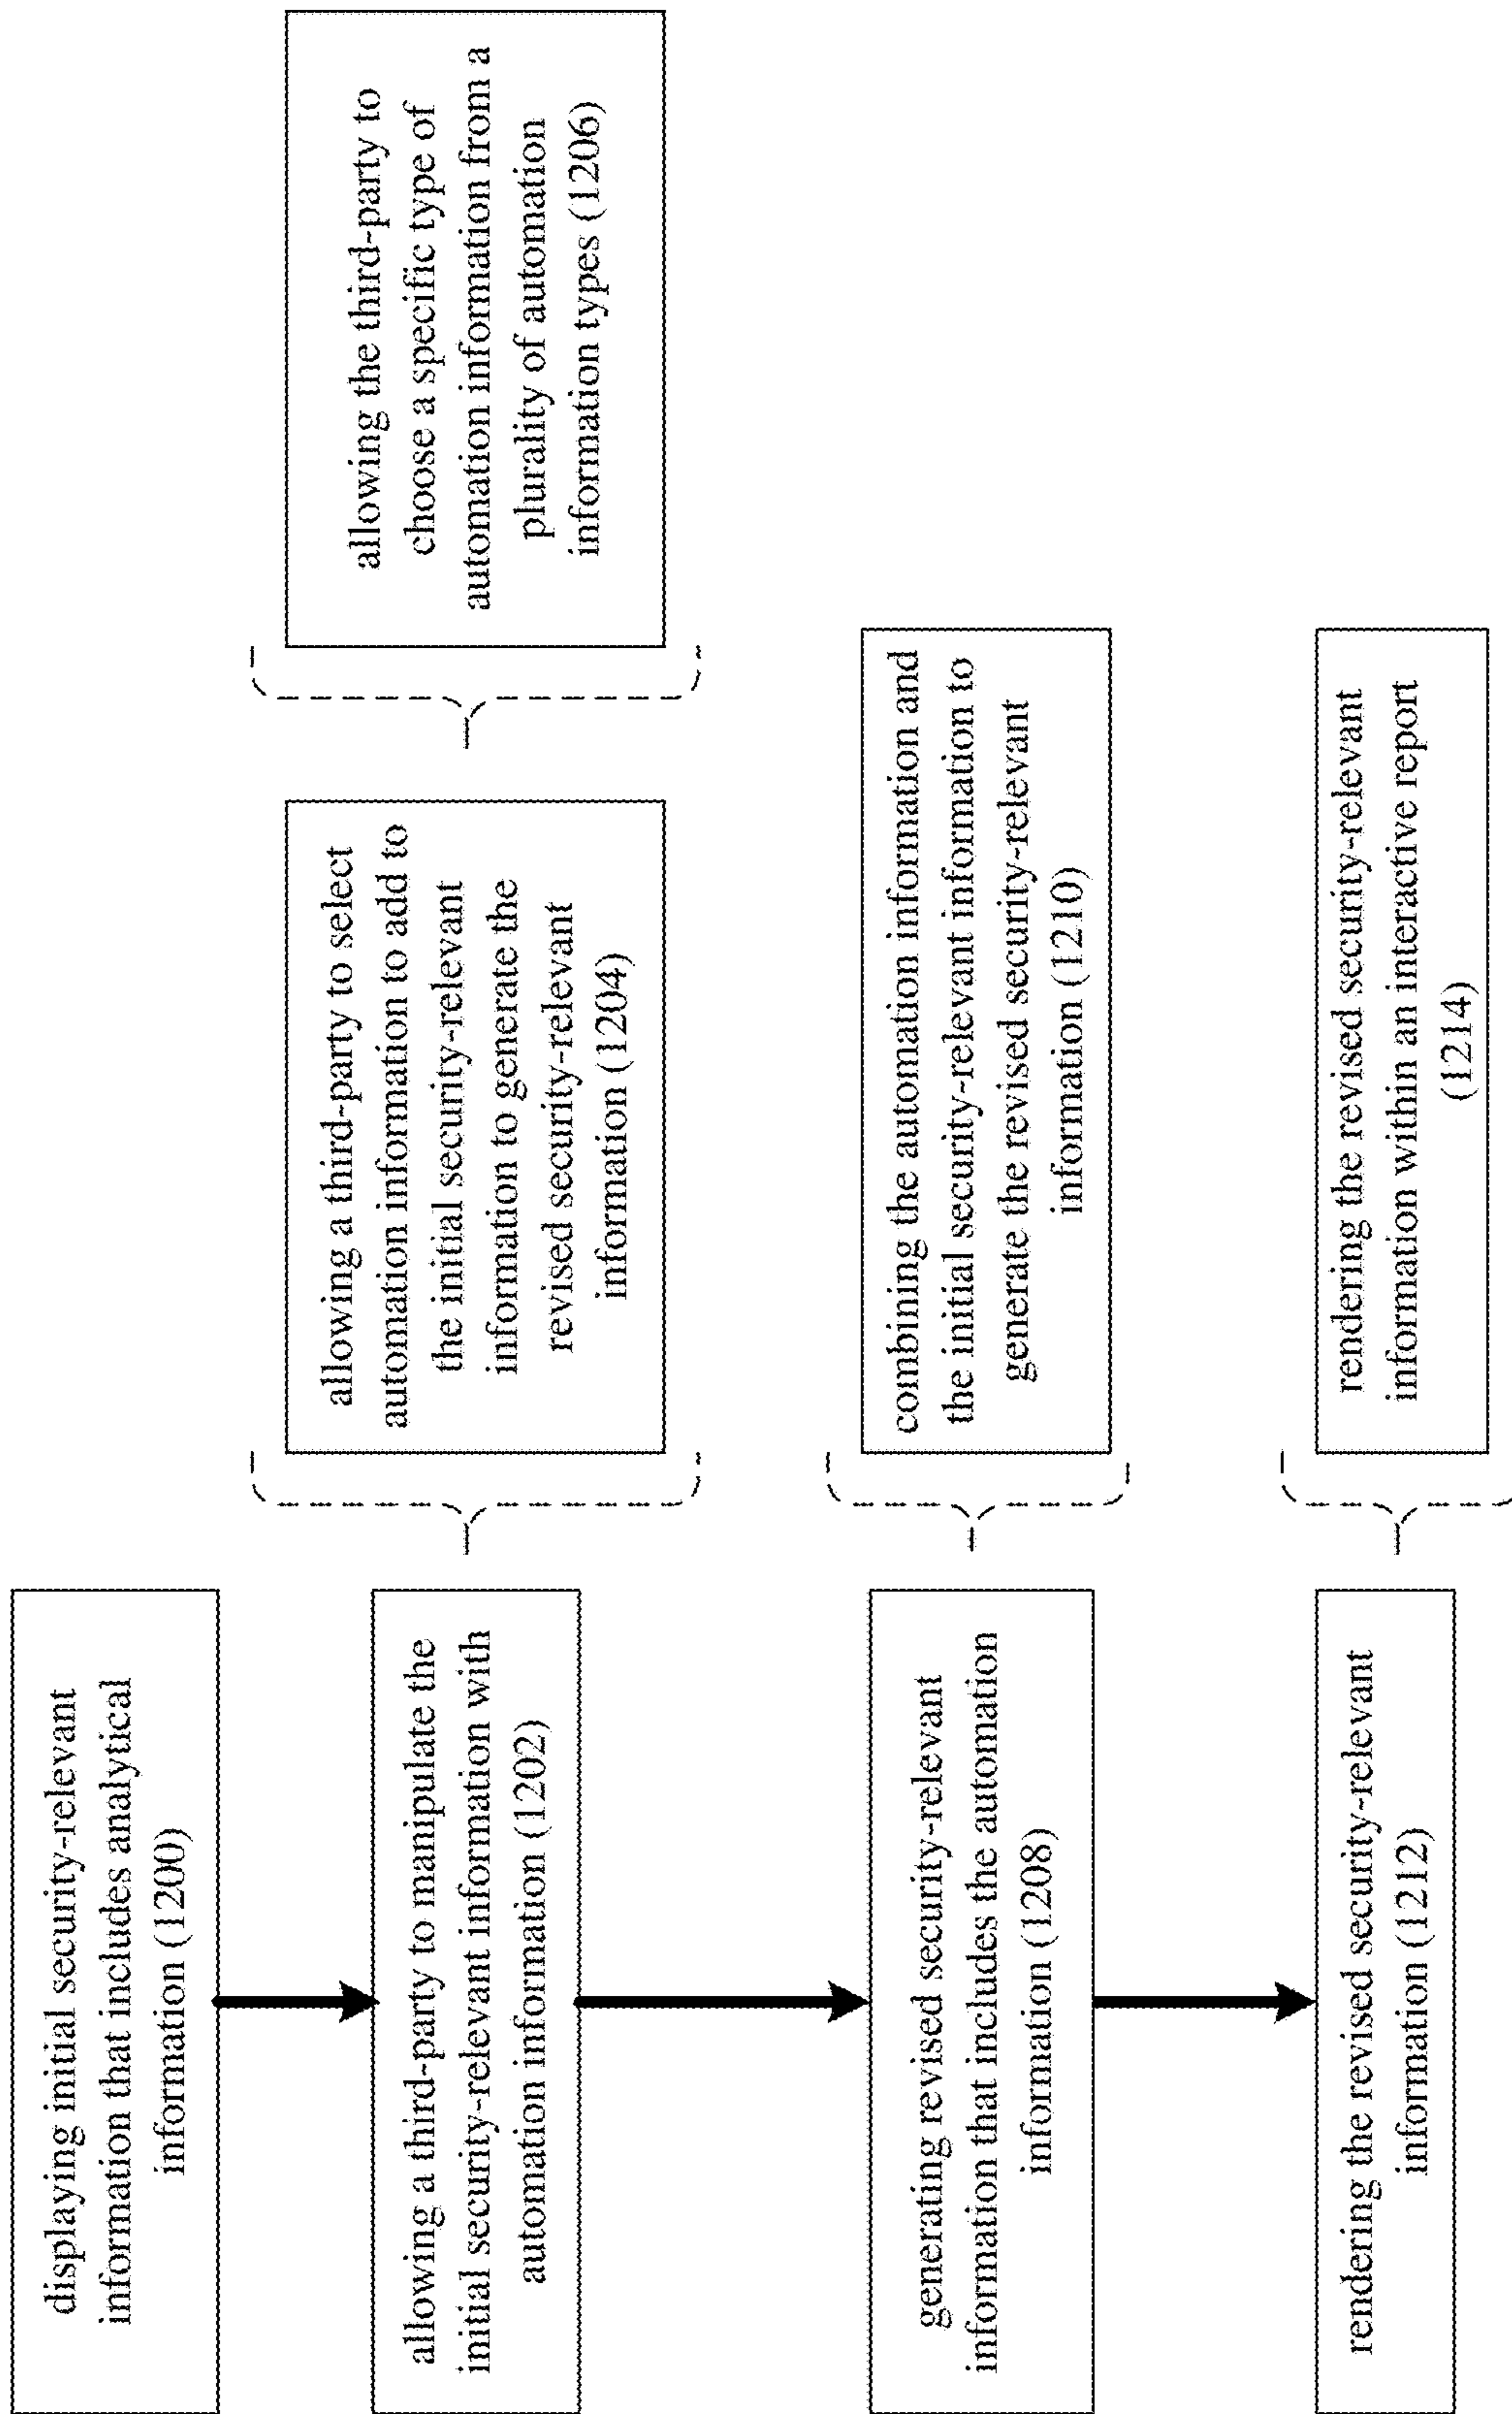 displaying initial security-relevant
information that includes analytical
information (1200)
allowing a third-party to manipulate the
initial security-relevant information with
automation information (1202)
allowing a third-party to select
automation information to add to
the initial security-relevant
information to generate the
revised security-relevant
information (1204)
allowing the third-party to
choose a specific type of
automation information from a
plurality of automation
information types (1206)
generating revised security-relevant
information that includes the automation
information (1208)
combining the automation information and
the initial security-relevant information to
generate the revised security-relevant
information (1210)
rendering the revised security-relevant
information (1212)
rendering the revised security-relevant
information within an interactive report
(1214)